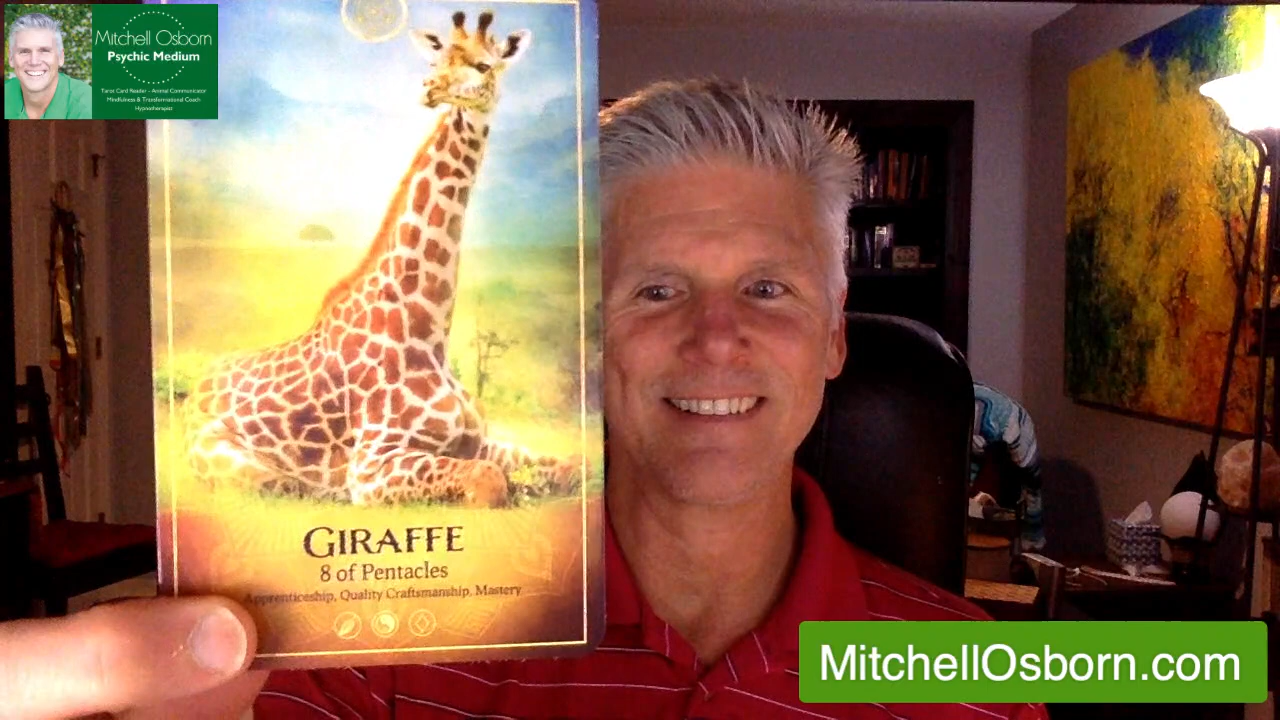 Mitchell Osborn
Psychic Medium
Tarot Card Reader - Animal Communicator
Mindfulness & Transformational Coach
Hypnotherapist
GIRAFFE
8 of Pentacles
Apprenticeship, Quality Craftsmanship, Mastery
MitchellOsborn.com